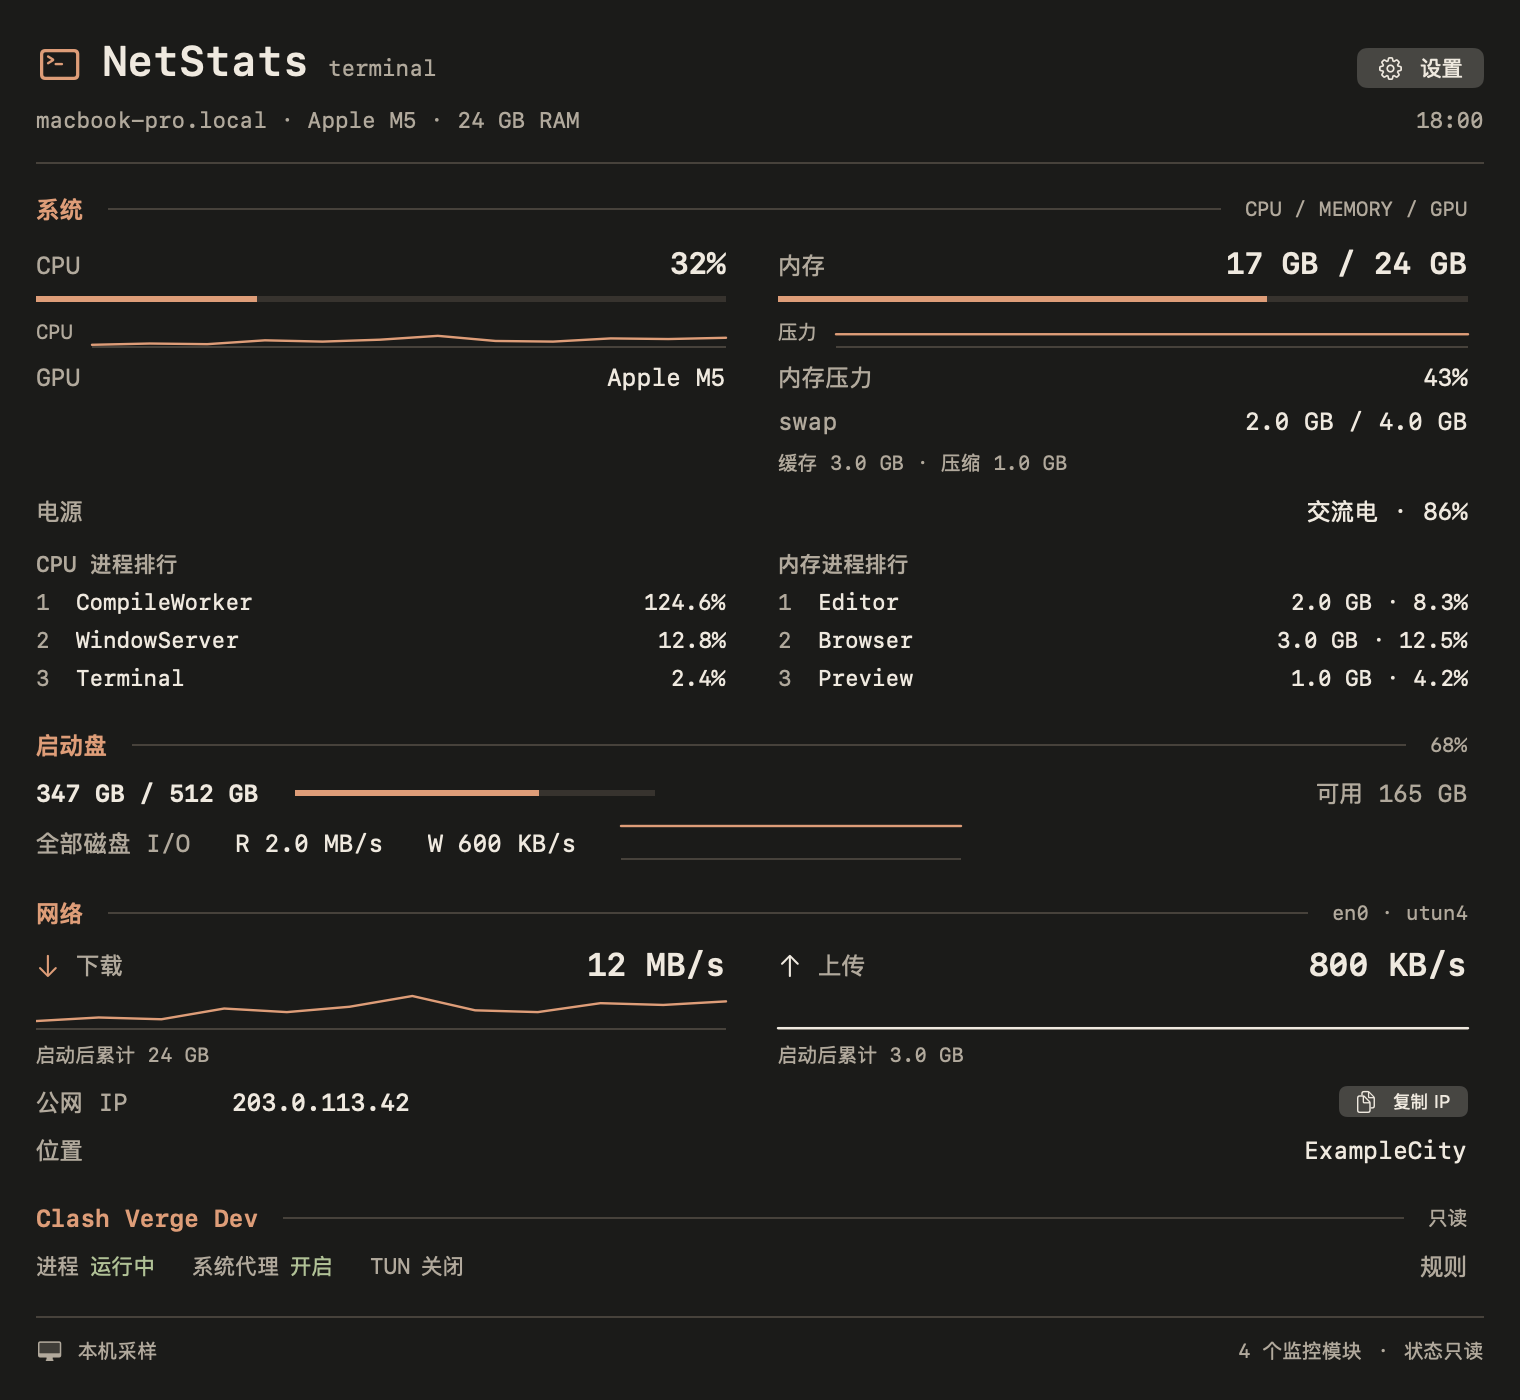 NetStats terminal
设置
macbook-pro.local · Apple M5 · 24 GB RAM
18:00
系统
CPU / MEMORY / GPU
CPU 32%
内存 17 GB / 24 GB
CPU
压力
GPU Apple M5
内存压力 43%
swap 2.0 GB / 4.0 GB
缓存 3.0 GB · 压缩 1.0 GB
电源 交流电 · 86%
CPU 进程排行
1 CompileWorker 124.6%
2 WindowServer 12.8%
3 Terminal 2.4%
内存进程排行
1 Editor 2.0 GB · 8.3%
2 Browser 3.0 GB · 12.5%
3 Preview 1.0 GB · 4.2%
启动盘 68%
347 GB / 512 GB 可用 165 GB
全部磁盘 I/O R 2.0 MB/s W 600 KB/s
网络 en0 · utun4
↓ 下载 12 MB/s
↑ 上传 800 KB/s
启动后累计 24 GB
启动后累计 3.0 GB
公网 IP 203.0.113.42
复制 IP
位置 ExampleCity
Clash Verge Dev 只读
进程 运行中 系统代理 开启 TUN 关闭 规则
本机采样
4 个监控模块 · 状态只读